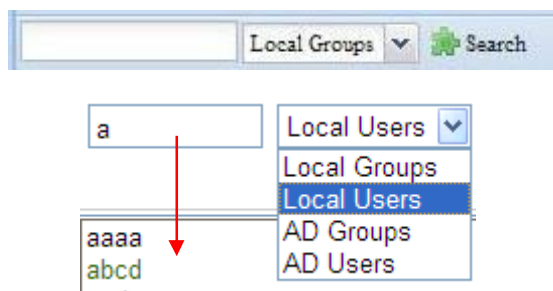 Local Groups Search
a Local Users
Local Groups
Local Users
AD Groups
AD Users
aaaa
abcd